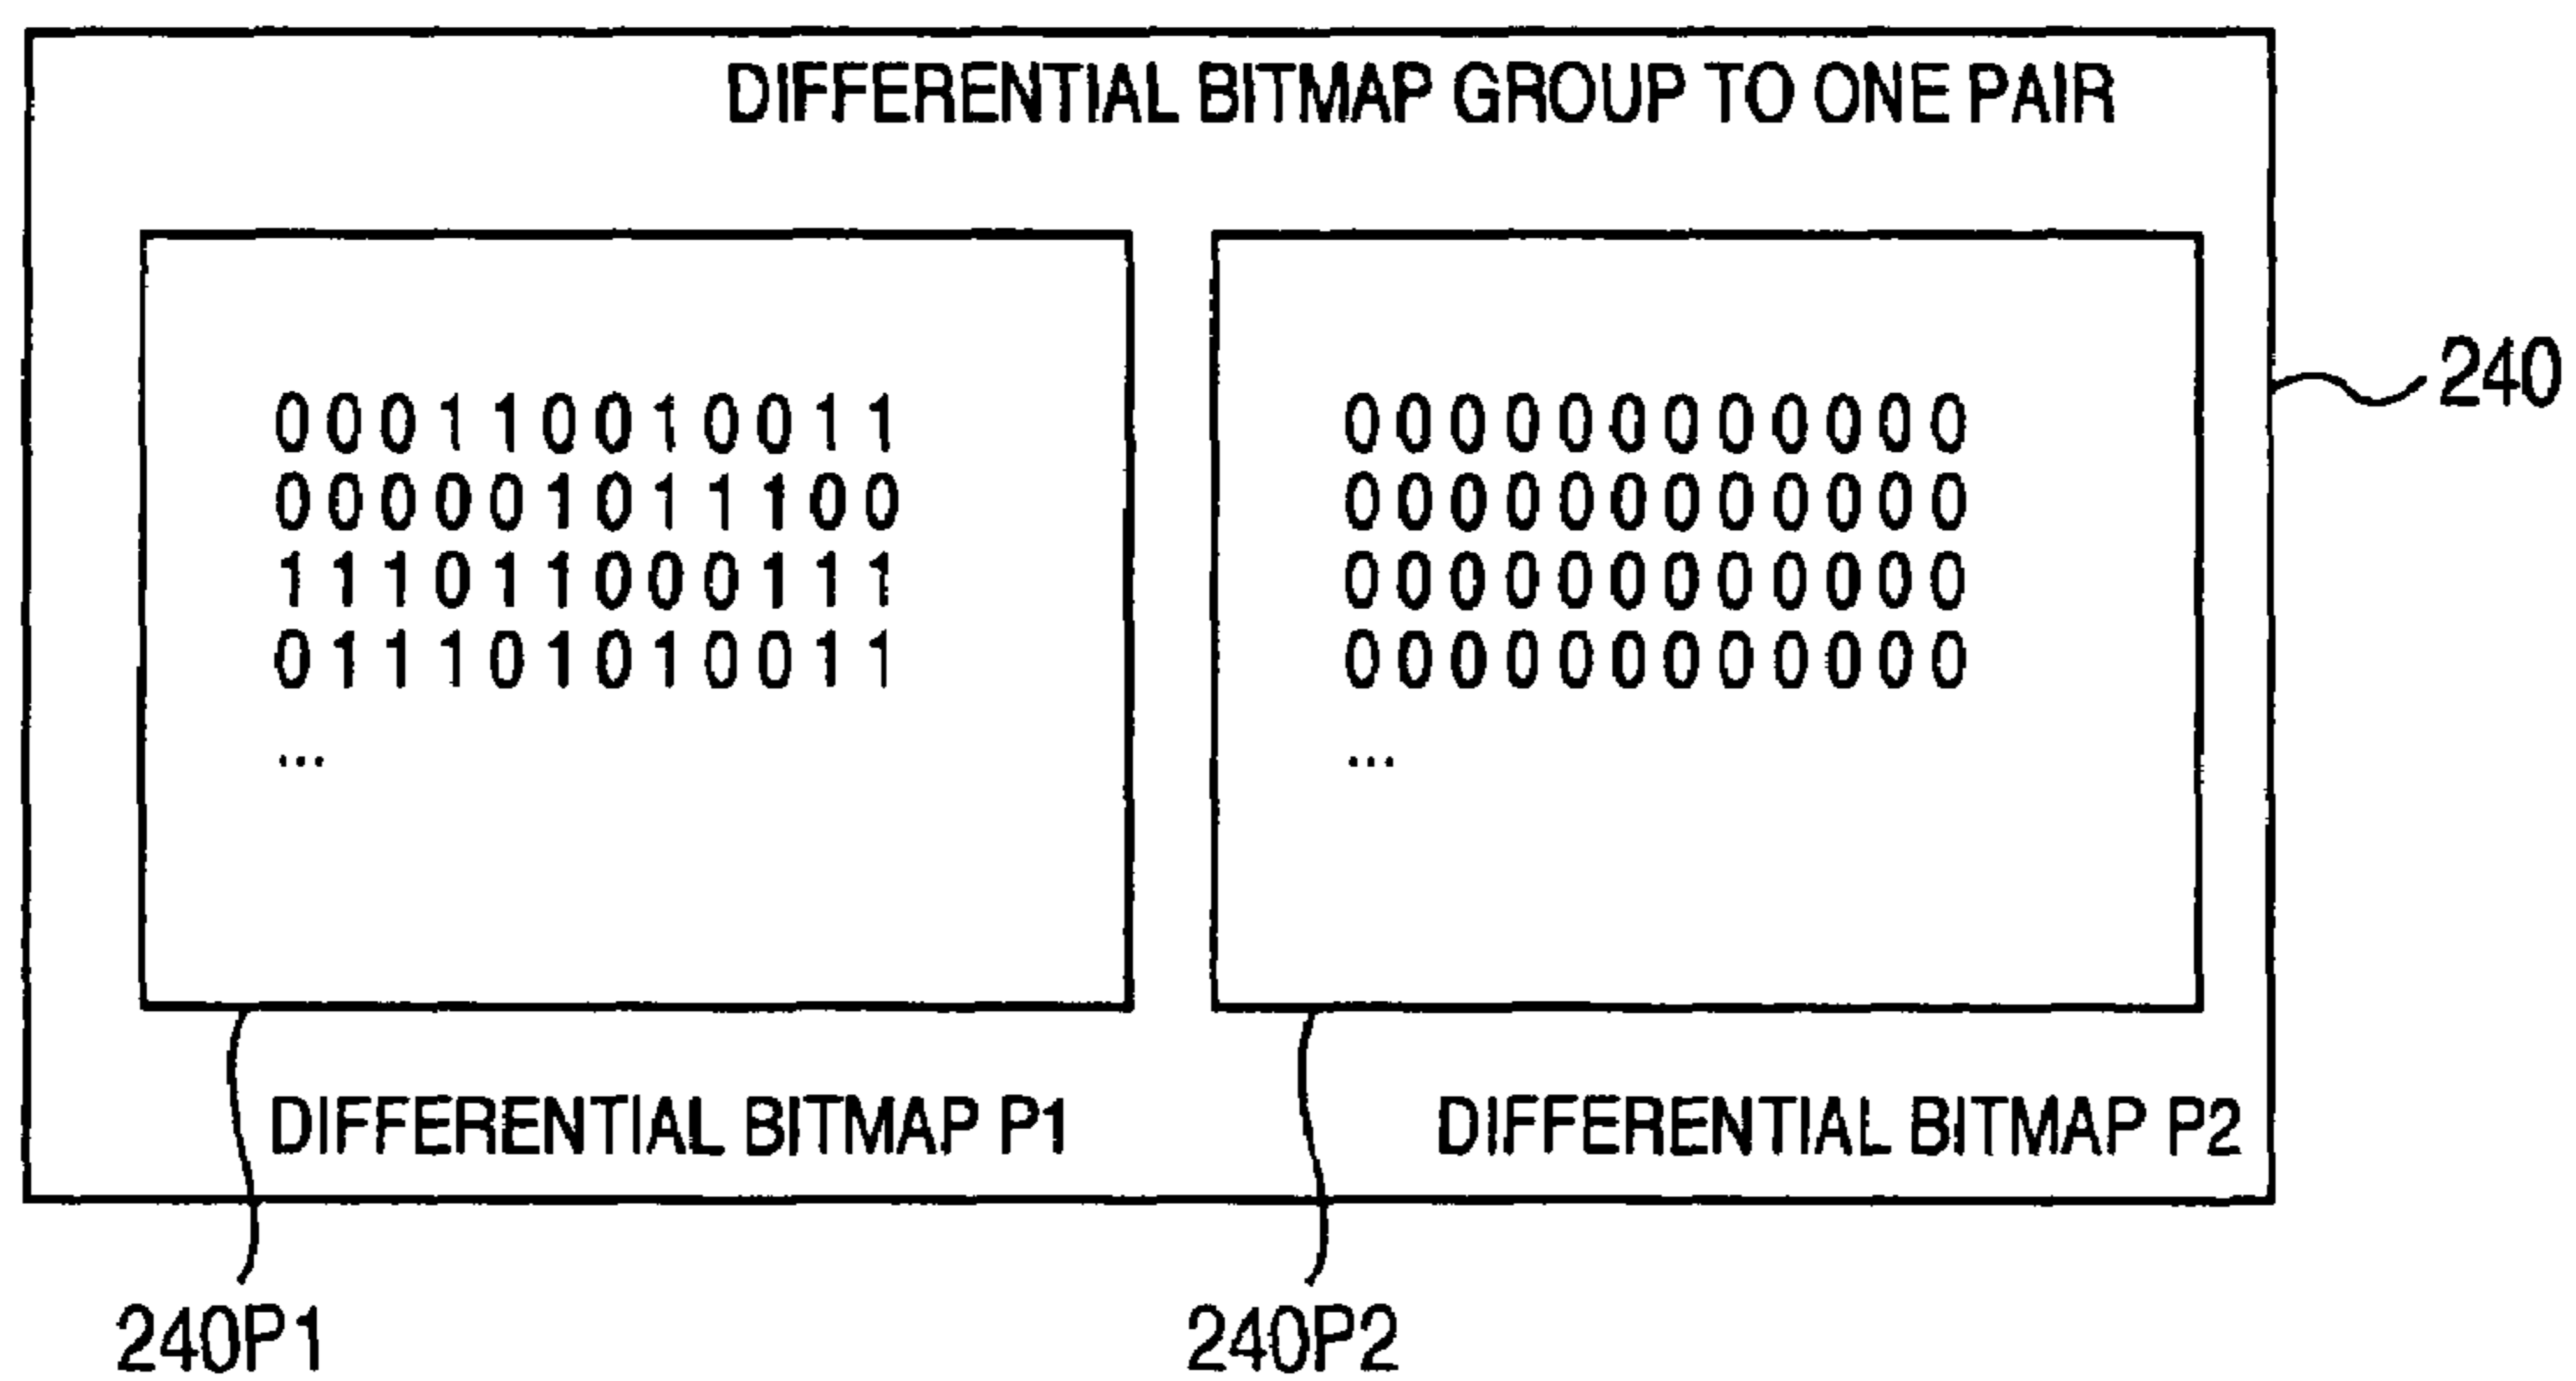 DIFFERENTIAL BITMAP GROUP TO ONE PAIR
0 0 0 1 1 0 0 1 0 0 1 1
0 0 0 0 0 1 0 1 1 1 0 0
1 1 1 0 1 1 0 0 0 1 1 1
0 1 1 1 0 1 0 1 0 0 1 1
...
DIFFERENTIAL BITMAP P1
240P1
0 0 0 0 0 0 0 0 0 0 0 0
0 0 0 0 0 0 0 0 0 0 0 0
0 0 0 0 0 0 0 0 0 0 0 0
0 0 0 0 0 0 0 0 0 0 0 0
...
DIFFERENTIAL BITMAP P2
240P2
240